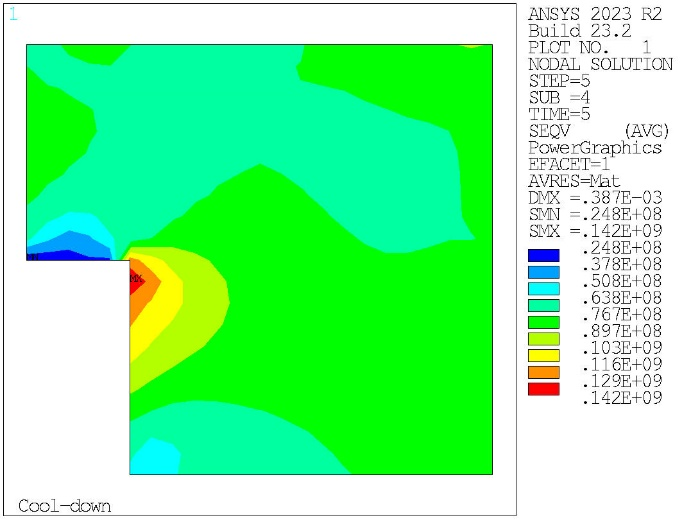 1
ANSYS 2023 R2
Build 23.2
PLOT NO.   1
NODAL SOLUTION
STEP=5
SUB =4
TIME=5
SEQV     (AVG)
PowerGraphics
EFACET=1
AVRES=Mat
DMX =.387E-03
SMN =.248E+08
SMX =.142E+09
.248E+08
.378E+08
.508E+08
.638E+08
.767E+08
.897E+08
.103E+09
.116E+09
.129E+09
.142E+09
MX
Cool-down